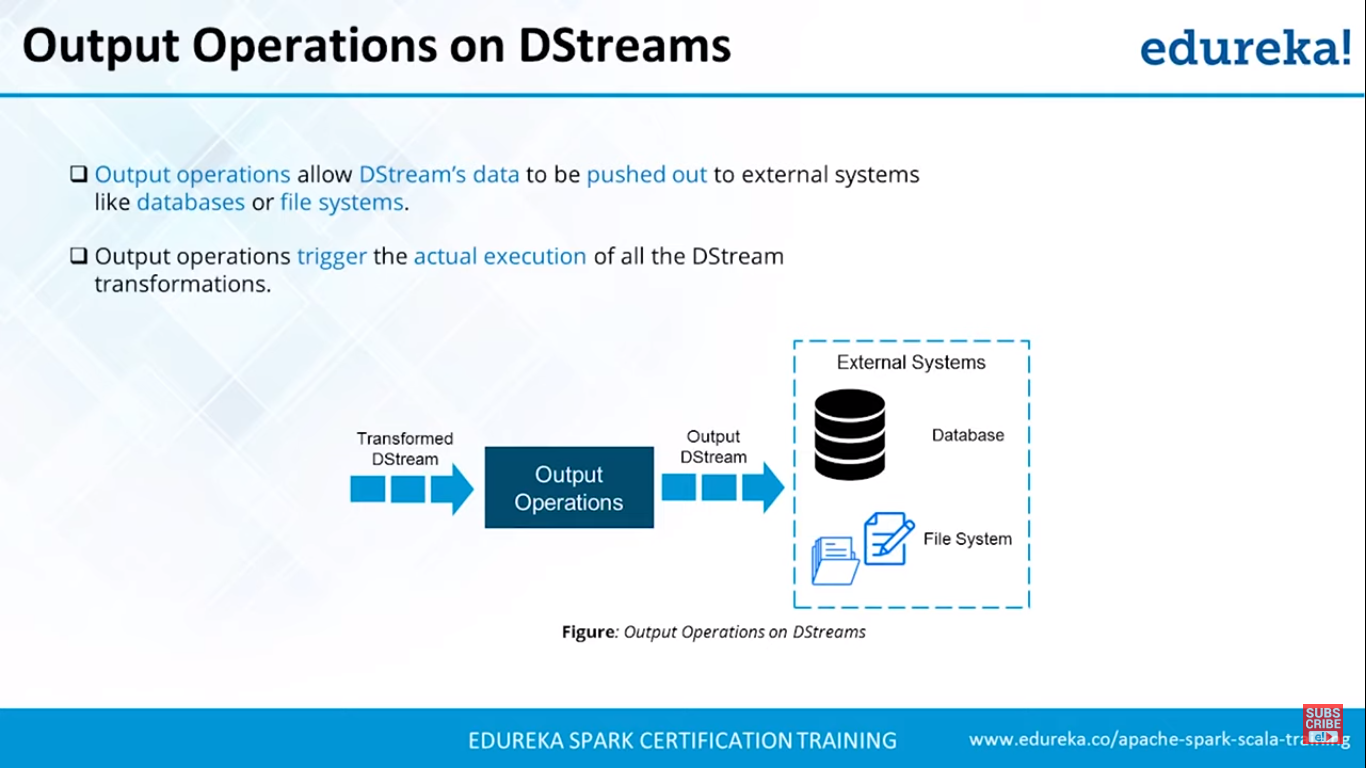 Output Operations on DStreams
edureka!
Output operations allow DStream's data to be pushed out to external systems
like databases or file systems.
Output operations trigger the actual execution of all the DStream
transformations.
External Systems
Database
Transformed
DStream
Output
Operations
Output
DStream
File System
Figure: Output Operations on DStreams
EDUREKA SPARK CERTIFICATION TRAINING
www.edureka.co/apache-spark-scala-training
SUBS
CRIBE
e!